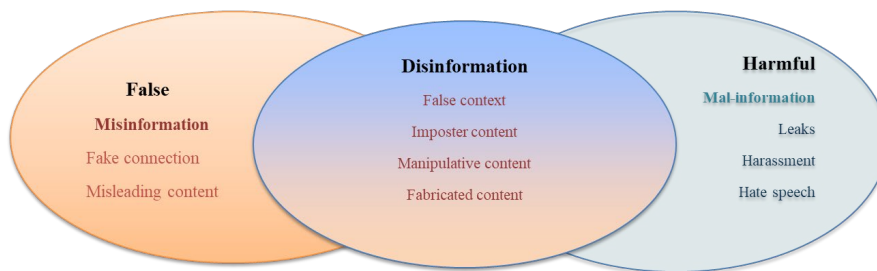 False
Misinformation
Fake connection
Misleading content
Disinformation
False context
Imposter content
Manipulative content
Fabricated content
Harmful
Mal-information
Leaks
Harassment
Hate speech